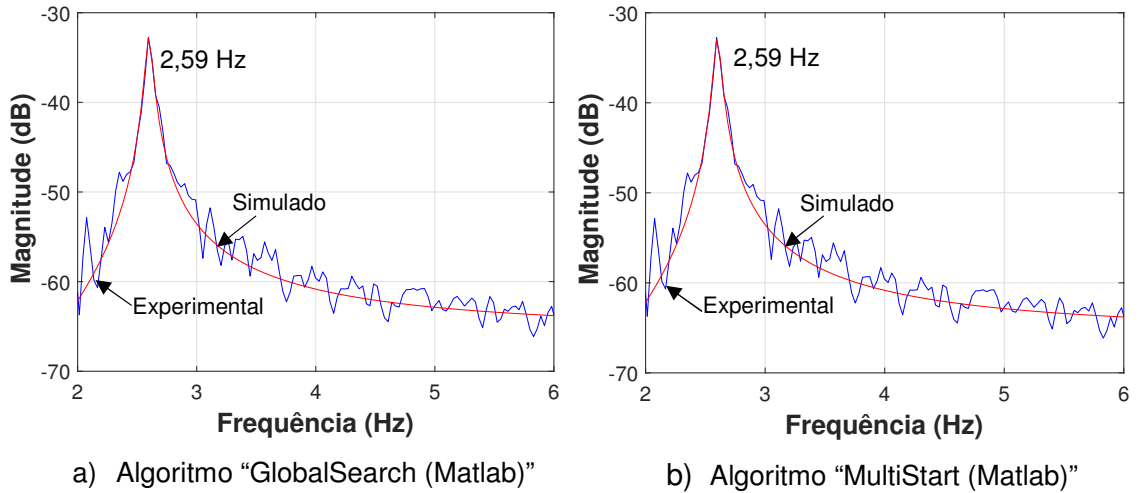 -30
-40
-50
-60
-70
Magnitude (dB)
2,59 Hz
Simulado
Experimental
2 3 4 5 6
Frequência (Hz)
a) Algoritmo “GlobalSearch (Matlab)”
-30
-40
-50
-60
-70
Magnitude (dB)
2,59 Hz
Simulado
Experimental
2 3 4 5 6
Frequência (Hz)
b) Algoritmo “MultiStart (Matlab)”